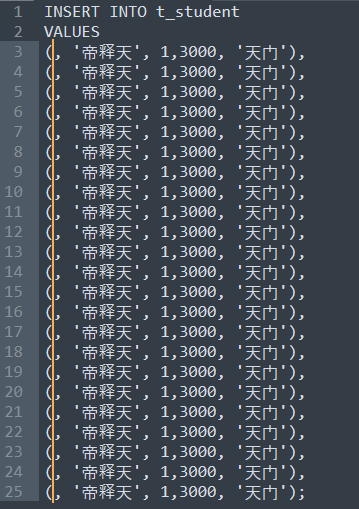 1 INSERT INTO t_student
2 VALUES
3 (, '帝释天', 1,3000, '天门'),
4 (, '帝释天', 1,3000, '天门'),
5 (, '帝释天', 1,3000, '天门'),
6 (, '帝释天', 1,3000, '天门'),
7 (, '帝释天', 1,3000, '天门'),
8 (, '帝释天', 1,3000, '天门'),
9 (, '帝释天', 1,3000, '天门'),
10 (, '帝释天', 1,3000, '天门'),
11 (, '帝释天', 1,3000, '天门'),
12 (, '帝释天', 1,3000, '天门'),
13 (, '帝释天', 1,3000, '天门'),
14 (, '帝释天', 1,3000, '天门'),
15 (, '帝释天', 1,3000, '天门'),
16 (, '帝释天', 1,3000, '天门'),
17 (, '帝释天', 1,3000, '天门'),
18 (, '帝释天', 1,3000, '天门'),
19 (, '帝释天', 1,3000, '天门'),
20 (, '帝释天', 1,3000, '天门'),
21 (, '帝释天', 1,3000, '天门'),
22 (, '帝释天', 1,3000, '天门'),
23 (, '帝释天', 1,3000, '天门'),
24 (, '帝释天', 1,3000, '天门'),
25 (, '帝释天', 1,3000, '天门');